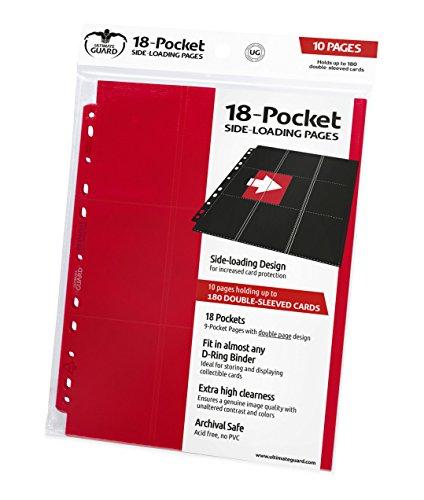 ULTIMATE
GUARD
18-Pocket
SIDE-LOADING PAGES
UG
10 PAGES
Holds up to 180
double-sleeved cards
18-Pocket
SIDE-LOADING PAGES
Side-loading Design
for increased card protection
10 pages holding up to
180 DOUBLE-SLEEVED CARDS
18 Pockets
9-Pocket Pages with double page design
Fit in almost any
D-Ring Binder
Ideal for storing and displaying
collectible cards
Extra high clearness
Ensures a genuine image quality with
unaltered contrast and colors
Archival Safe
Acid free, no PVC
www.ultimateguard.com
GUARD